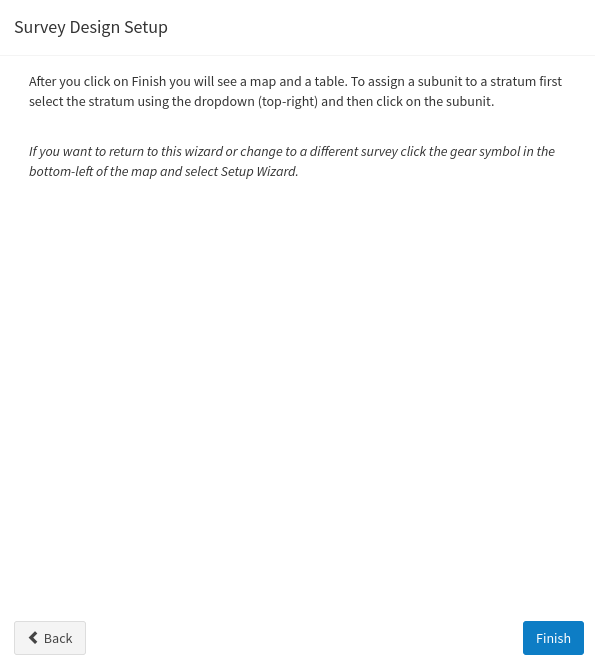 Survey Design Setup
After you click on Finish you will see a map and a table. To assign a subunit to a stratum first
select the stratum using the dropdown (top-right) and then click on the subunit.
If you want to return to this wizard or change to a different survey click the gear symbol in the
bottom-left of the map and select Setup Wizard.
Back
Finish